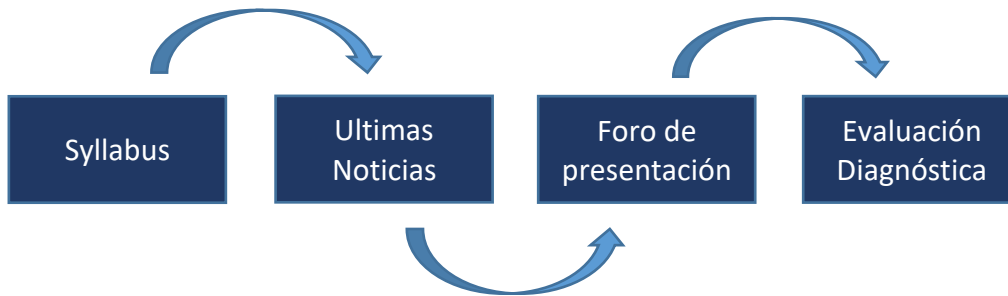 Syllabus
Ultimas
Noticias
Foro de
presentación
Evaluación
Diagnóstica